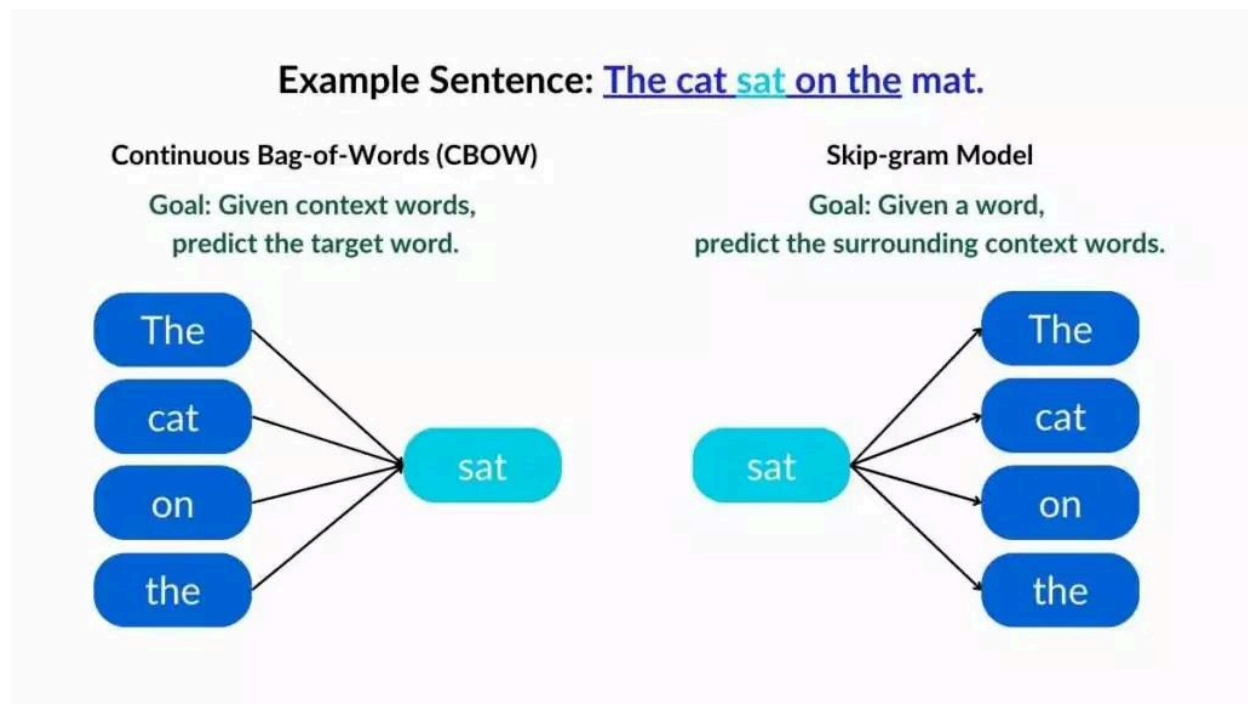 Example Sentence: The cat sat on the mat.
Continuous Bag-of-Words (CBOW)
Goal: Given context words,
predict the target word.
The
cat
on
the
sat
Skip-gram Model
Goal: Given a word,
predict the surrounding context words.
sat
The
cat
on
the